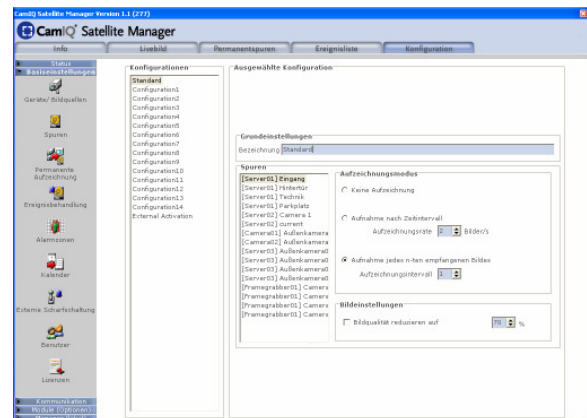 CamIQ Satellite Manager Version 1.1 (277)
CamIQ Satellite Manager
Info
Livebild
Permanentspuren
Ereignisliste
Konfiguration
Status
Basiseinstellungen
Geräte/ Bildquellen
Spuren
Permanente
Aufzeichnung
Ereignisbehandlung
Alarmzonen
Kalender
Externe Scharfschaltung
Benutzer
Lizenzen
Kommunikation
Module (Optionen)
Konfigurationen
Standard
Configuration1
Configuration2
Configuration3
Configuration4
Configuration5
Configuration6
Configuration7
Configuration8
Configuration9
Configuration10
Configuration11
Configuration12
Configuration13
Configuration14
External Activation
Ausgewählte Konfiguration
Grundeinstellungen
Bezeichnung Standard
Spuren
[Server01] Eingang
[Server01] Hintertür
[Server01] Technik
[Server01] Parkplatz
[Server02] Camera 1
[Server02] current
[Camera01] Außenkamera
[Camera02] Außenkamera
[Server03] Außenkamera0
[Server03] Außenkamera0
[Server03] Außenkamera0
[Server03] Außenkamera0
[Framegrabber01] Camera
[Framegrabber01] Camera
[Framegrabber01] Camera
[Framegrabber01] Camera
Aufzeichnungsmodus
Keine Aufzeichnung
Aufnahme nach Zeitintervall
Aufzeichnungsrate 2 Bilder/s
Aufnahme jedes n-ten empfangenen Bildes
Aufzeichnungsintervall 1
Bildeinstellungen
Bildqualität reduzieren auf 70 %